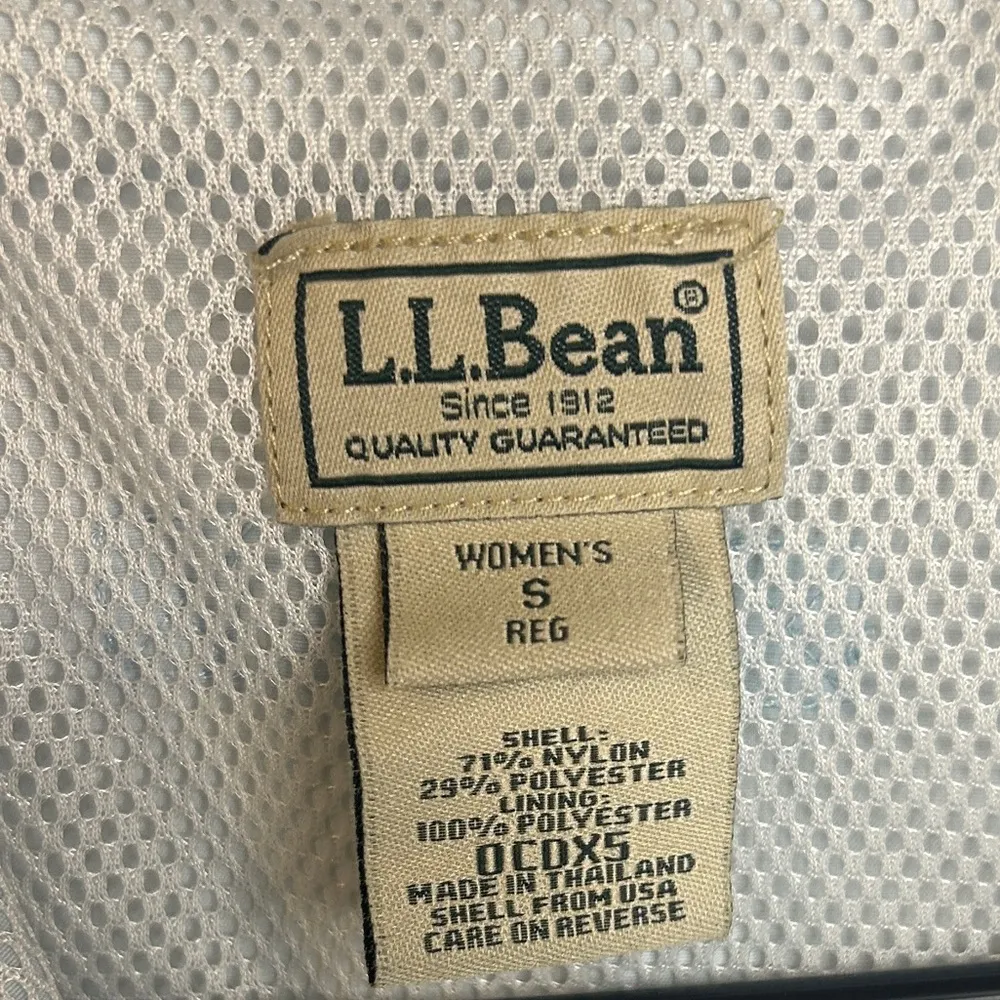 L.L.Bean®
Since 1912
QUALITY GUARANTEED
WOMEN'S
S
REG
SHELL:
71% NYLON
29% POLYESTER
LINING:
100% POLYESTER
0CDX5
MADE IN THAILAND
SHELL FROM USA
CARE ON REVERSE